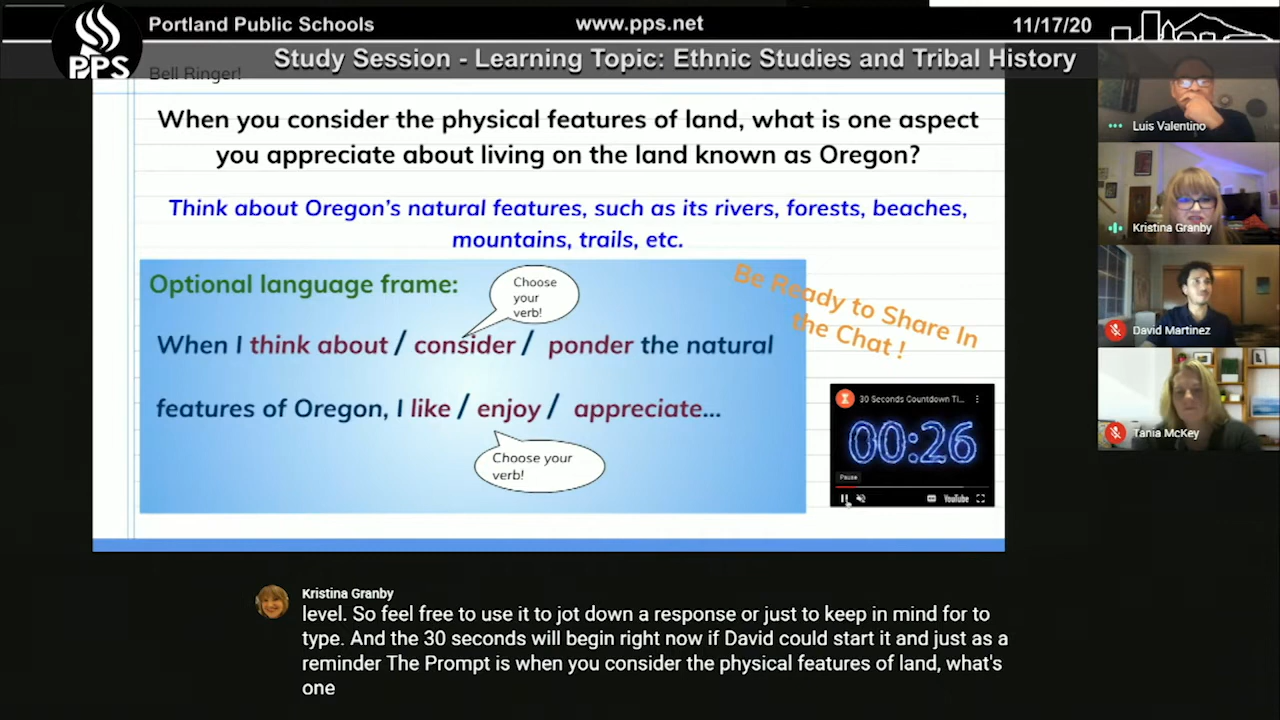 PPS
Portland Public Schools
www.pps.net
11/17/20
Study Session - Learning Topic: Ethnic Studies and Tribal History
Bell Ringer!
When you consider the physical features of land, what is one aspect
you appreciate about living on the land known as Oregon?
Think about Oregon's natural features, such as its rivers, forests, beaches,
mountains, trails, etc.
Optional language frame:
Choose
your
verb!
When I think about / consider / ponder the natural
features of Oregon, I like / enjoy / appreciate...
Choose your
verb!
Be Ready to Share In
the Chat !
30 Seconds Countdown Ti...
00:26
Pause
YouTube
Luis Valentino
Kristina Granby
David Martinez
Tania McKey
Kristina Granby
level. So feel free to use it to jot down a response or just to keep in mind for to
type. And the 30 seconds will begin right now if David could start it and just as a
reminder The Prompt is when you consider the physical features of land, what's
one